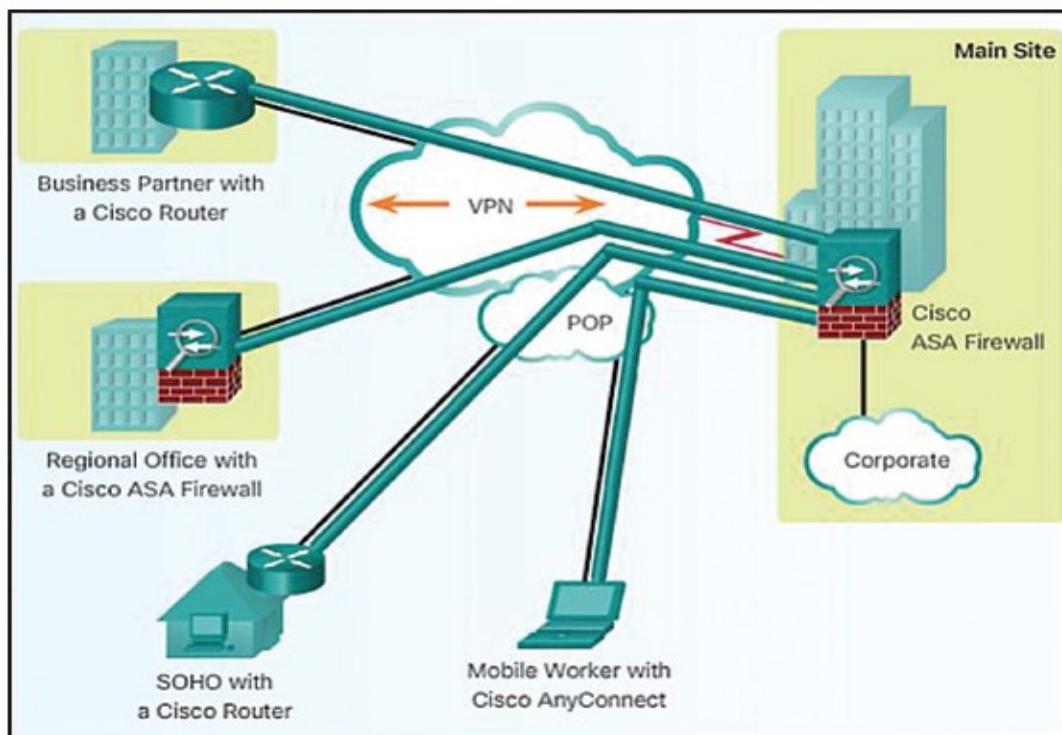 Main Site
Business Partner with
a Cisco Router
VPN
POP
Cisco
ASA Firewall
Regional Office with
a Cisco ASA Firewall
Corporate
SOHO with
a Cisco Router
Mobile Worker with
Cisco AnyConnect